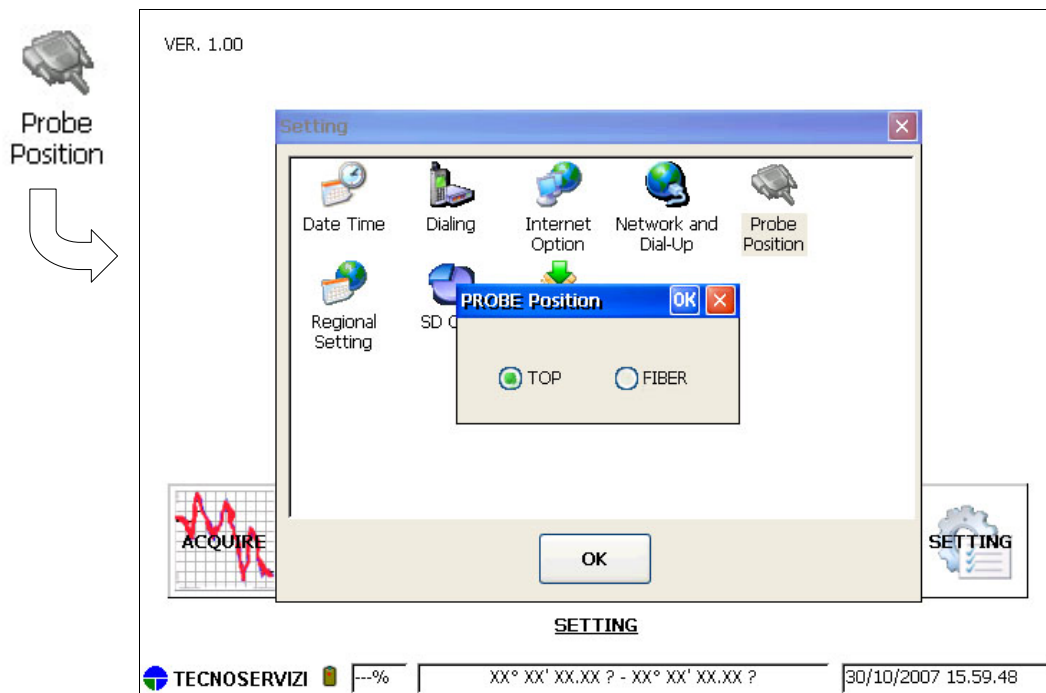 Probe
Position
VER. 1.00
Setting
Date Time
Dialing
Internet
Option
Network and
Dial-Up
Probe
Position
Regional
Setting
SD
PROBE Position OK
TOP FIBER
ACQUIRE
OK
SETTING
SETTING
TECNOSERVIZI ---% XX° XX' XX.XX ? - XX° XX' XX.XX ? 30/10/2007 15.59.48